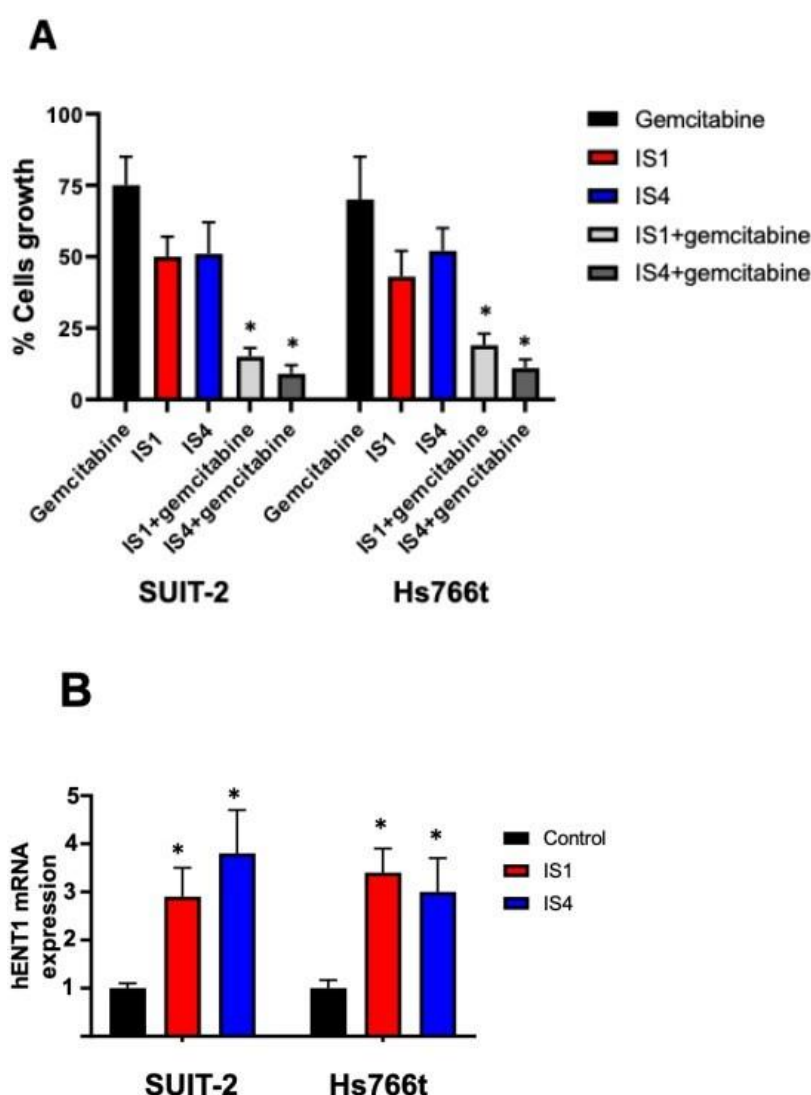 A
100
75
50
25
0
% Cells growth
Gemcitabine
IS1
IS4
IS1+gemcitabine
IS4+gemcitabine
* * * *
Gemcitabine IS1 IS4 IS1+gemcitabine IS4+gemcitabine Gemcitabine IS1 IS4 IS1+gemcitabine IS4+gemcitabine
SUIT-2 Hs766t
B
5
4
3
2
1
hENT1 mRNA
expression
* * * *
Control
IS1
IS4
SUIT-2 Hs766t